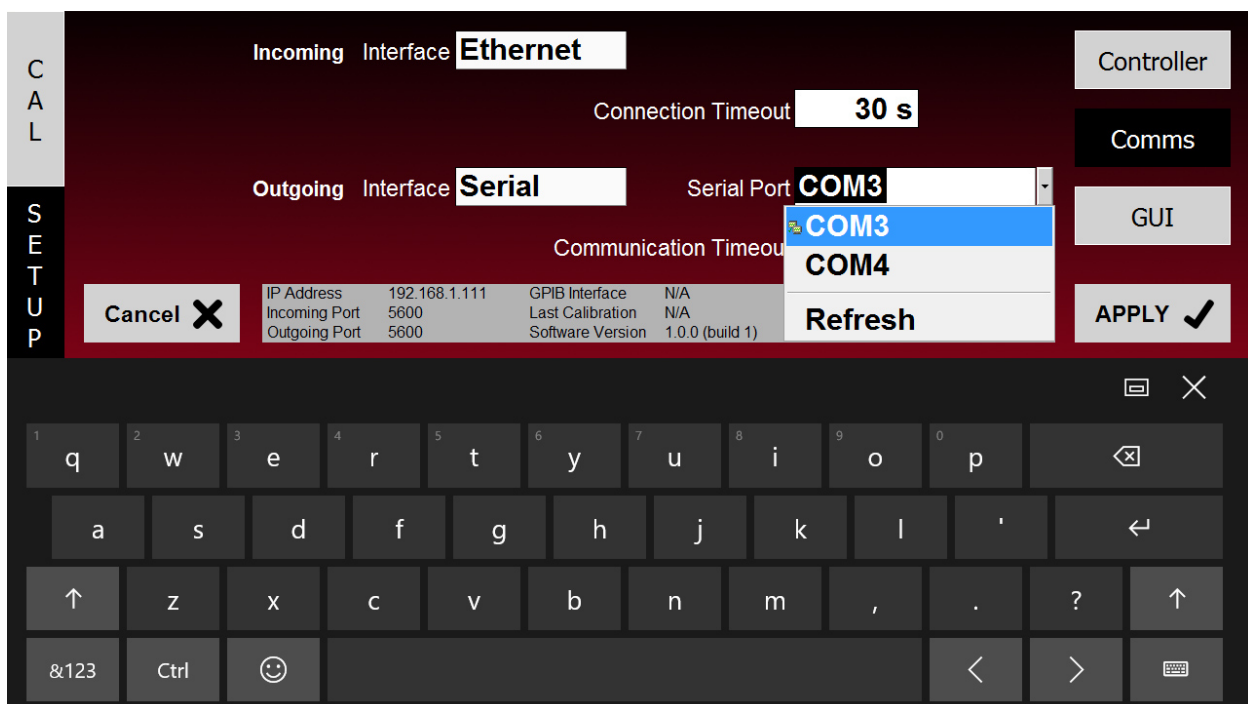 CAL
SETUP
Incoming Interface Ethernet
Connection Timeout 30 s
Outgoing Interface Serial Serial Port COM3
COM3
Communication Timeou
COM4
Refresh
Cancel
IP Address 192.168.1.111 GPIB Interface N/A
Incoming Port 5600 Last Calibration N/A
Outgoing Port 5600 Software Version 1.0.0 (build 1)
Controller
Comms
GUI
APPLY
1 q 2 w 3 e 4 r 5 t 6 y 7 u 8 i 9 o 0 p
a s d f g h j k l '
z x c v b n m , . ?
&123 Ctrl < >